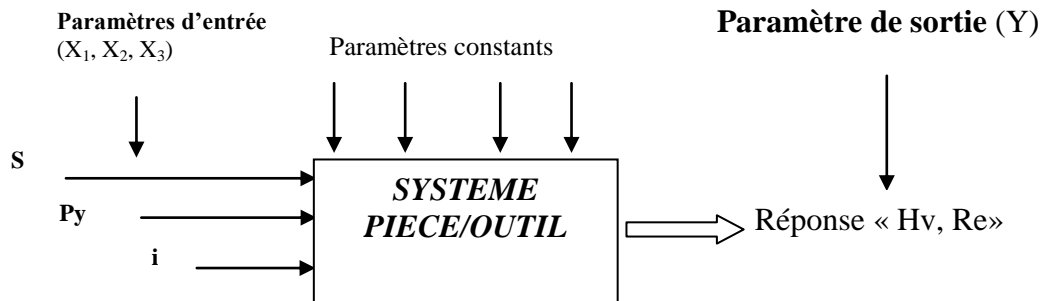 Paramètres d'entrée
(X₁, X₂, X₃)
Paramètres constants
Paramètre de sortie (Y)
S
Py
i
SYSTEME
PIECE/OUTIL
Réponse « Hv, Re»